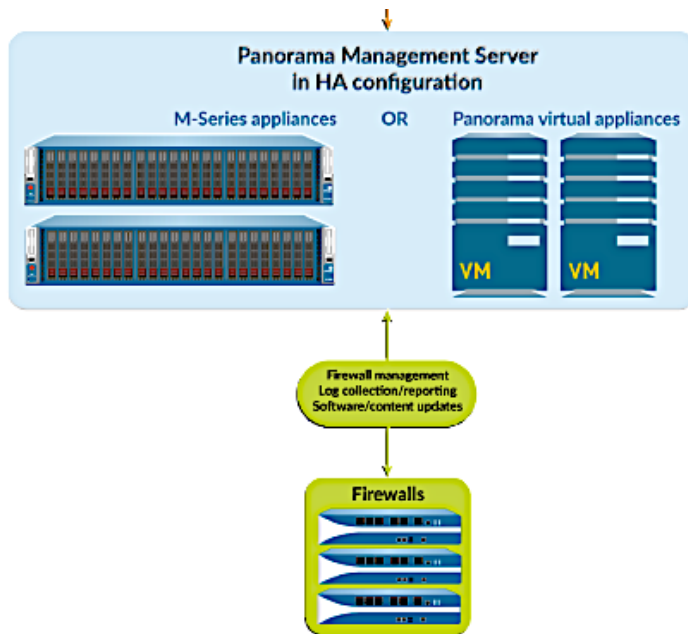 Panorama Management Server
in HA configuration
M-Series appliances OR Panorama virtual appliances
VM VM
Firewall management
Log collection/reporting
Software/content updates
Firewalls